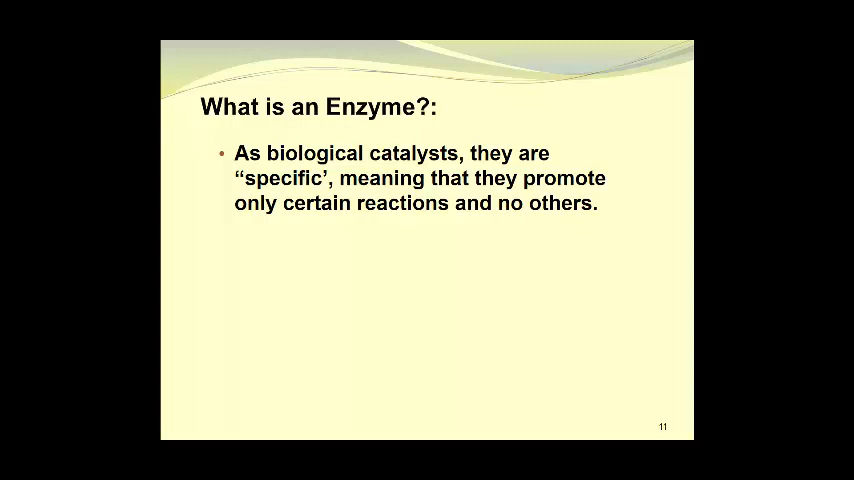 What is an Enzyme?:
• As biological catalysts, they are
“specific’, meaning that they promote
only certain reactions and no others.
11